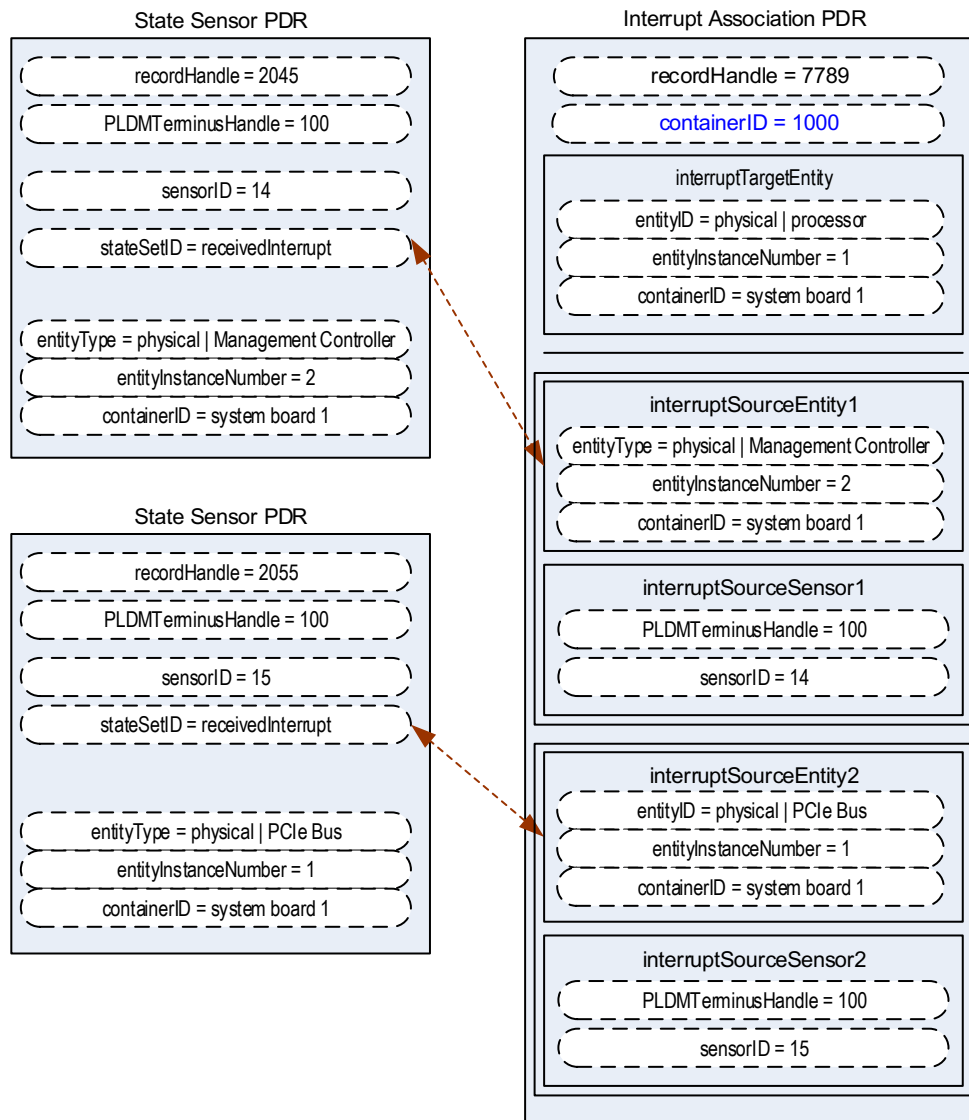 State Sensor PDR
recordHandle = 2045
PLDMTerminusHandle = 100
sensorID = 14
stateSetID = receivedInterrupt
entityType = physical | Management Controller
entityInstanceNumber = 2
containerID = system board 1
State Sensor PDR
recordHandle = 2055
PLDMTerminusHandle = 100
sensorID = 15
stateSetID = receivedInterrupt
entityType = physical | PCIe Bus
entityInstanceNumber = 1
containerID = system board 1
Interrupt Association PDR
recordHandle = 7789
containerID = 1000
interruptTargetEntity
entityID = physical | processor
entityInstanceNumber = 1
containerID = system board 1
interruptSourceEntity1
entityType = physical | Management Controller
entityInstanceNumber = 2
containerID = system board 1
interruptSourceSensor1
PLDMTerminusHandle = 100
sensorID = 14
interruptSourceEntity2
entityID = physical | PCIe Bus
entityInstanceNumber = 1
containerID = system board 1
interruptSourceSensor2
PLDMTerminusHandle = 100
sensorID = 15